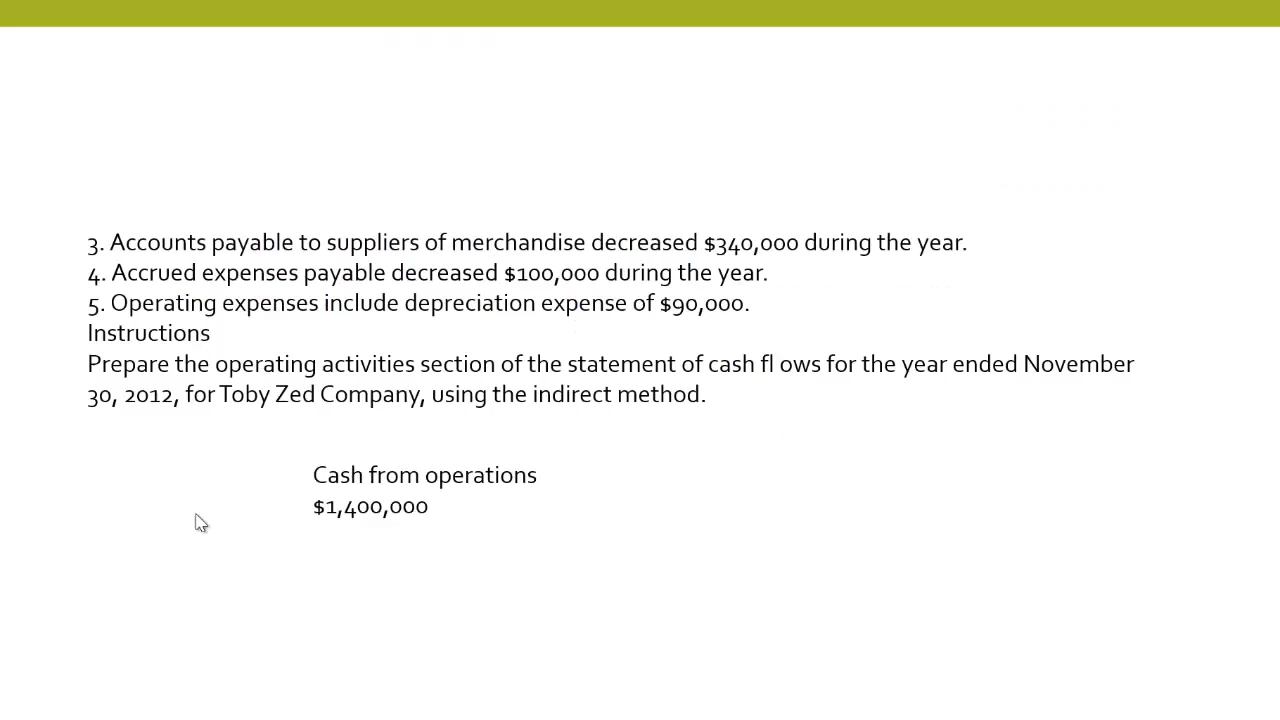 3. Accounts payable to suppliers of merchandise decreased $340,000 during the year.
4. Accrued expenses payable decreased $100,000 during the year.
5. Operating expenses include depreciation expense of $90,000.
Instructions
Prepare the operating activities section of the statement of cash fl ows for the year ended November
30, 2012, for Toby Zed Company, using the indirect method.
Cash from operations
$1,400,000